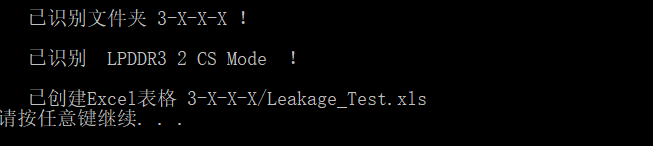 已识别文件夹 3-X-X-X !
已识别  LPDDR3 2 CS Mode  !
已创建Excel表格 3-X-X-X/Leakage_Test.xls
请按任意键继续. . .